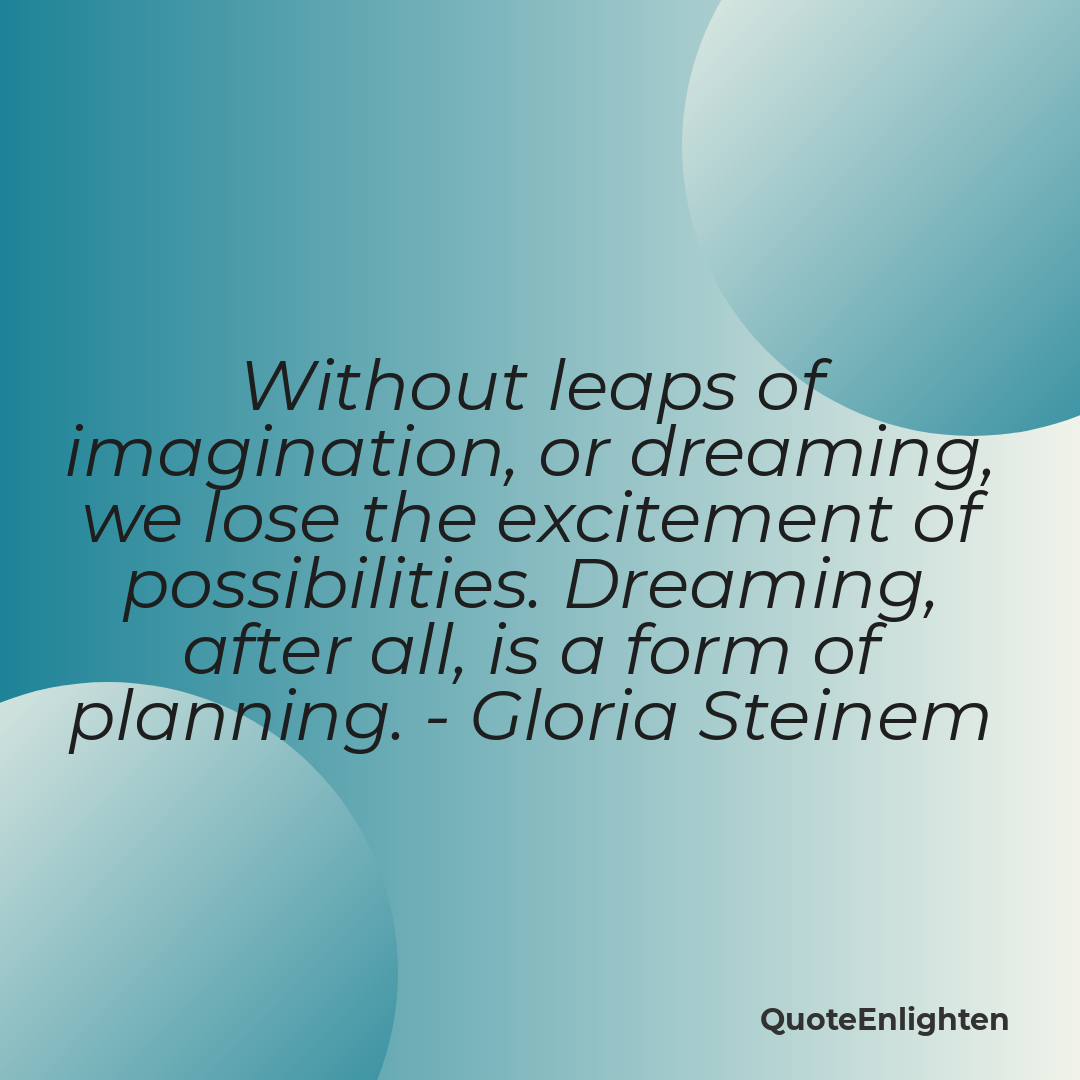 Without leaps of
imagination, or dreaming,
we lose the excitement of
possibilities. Dreaming,
after all, is a form of
planning. - Gloria Steinem
QuoteEnlighten